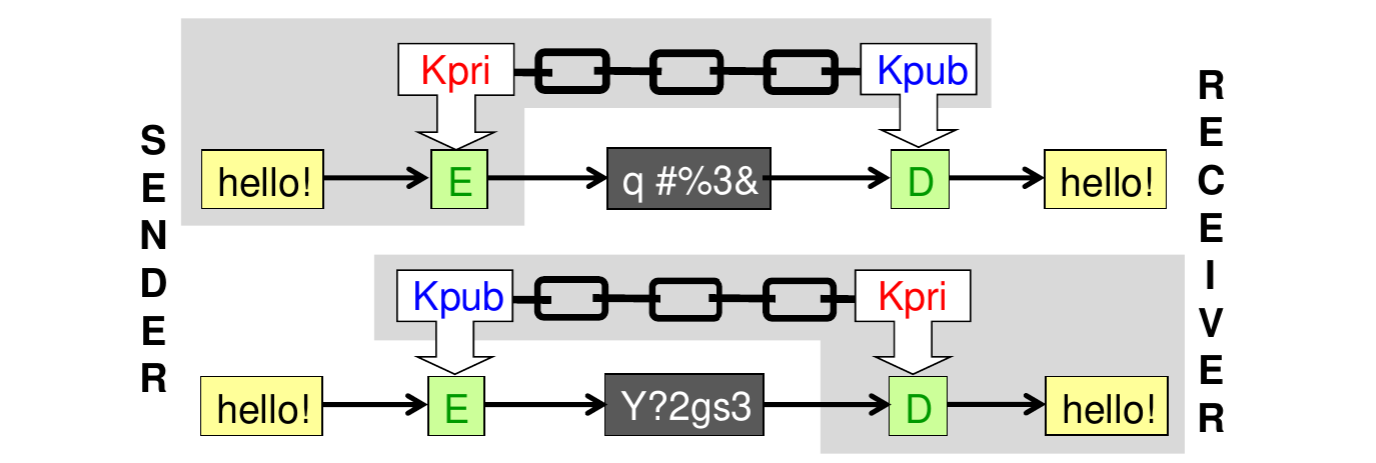 SENDER
Kpri Kpub
hello! E q #%3& D hello!
Kpub Kpri
hello! E Y?2gs3 D hello!
RECEIVER